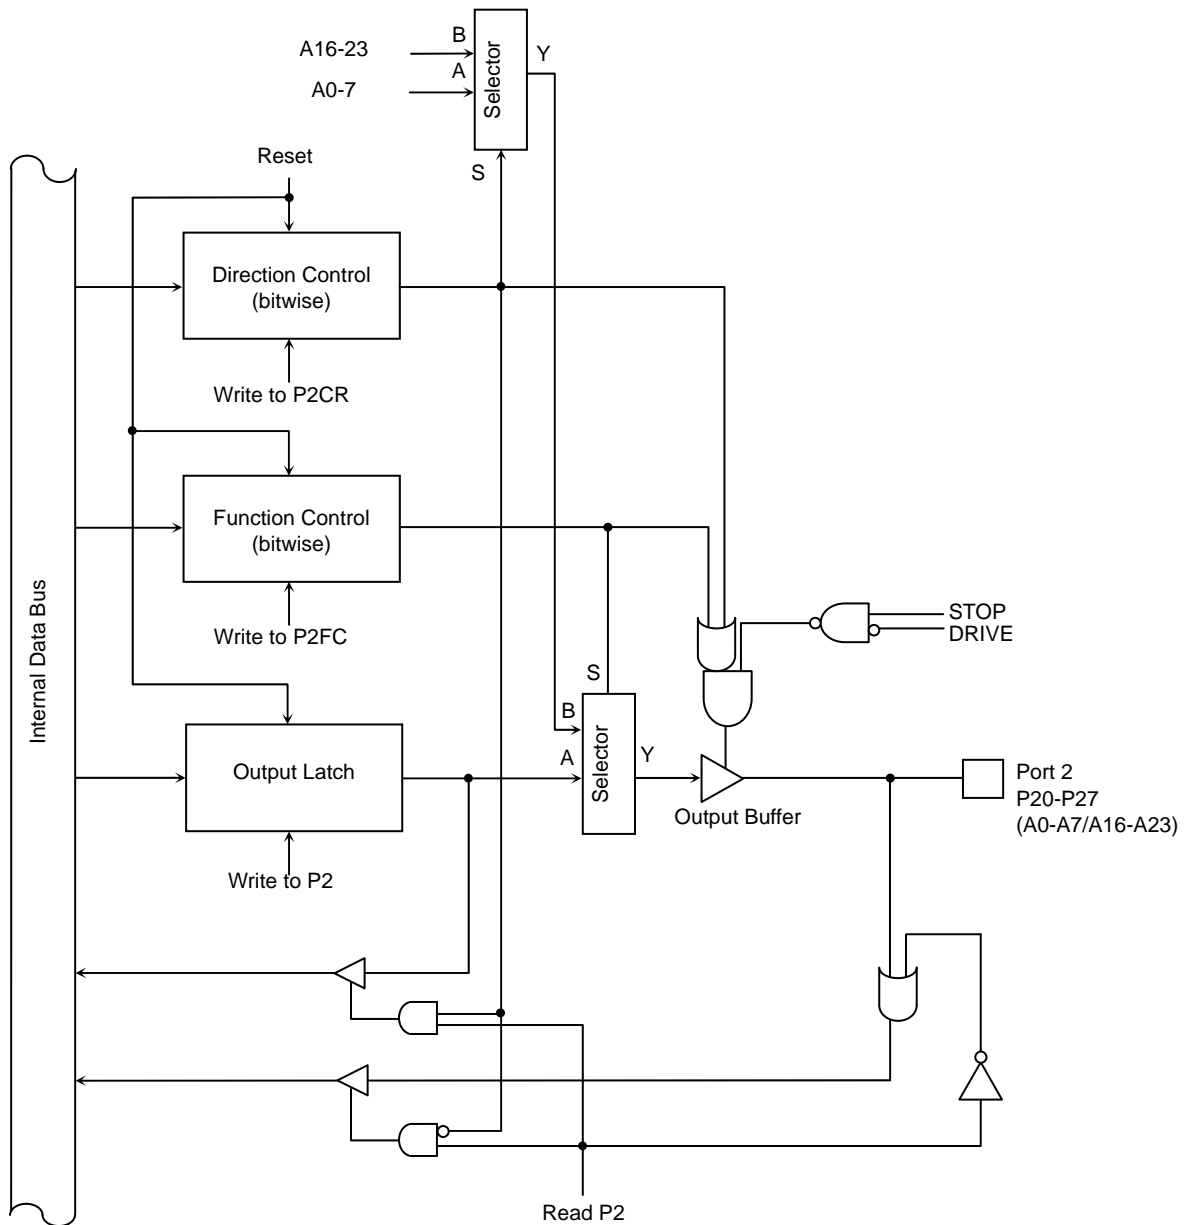 A16-23
B
Y
A
A0-7
Selector
S
Reset
Direction Control
(bitwise)
Write to P2CR
Function Control
(bitwise)
Write to P2FC
Internal Data Bus
STOP
DRIVE
S
B
A
Selector
Y
Output Latch
Output Buffer
Port 2
P20-P27
(A0-A7/A16-A23)
Write to P2
Read P2